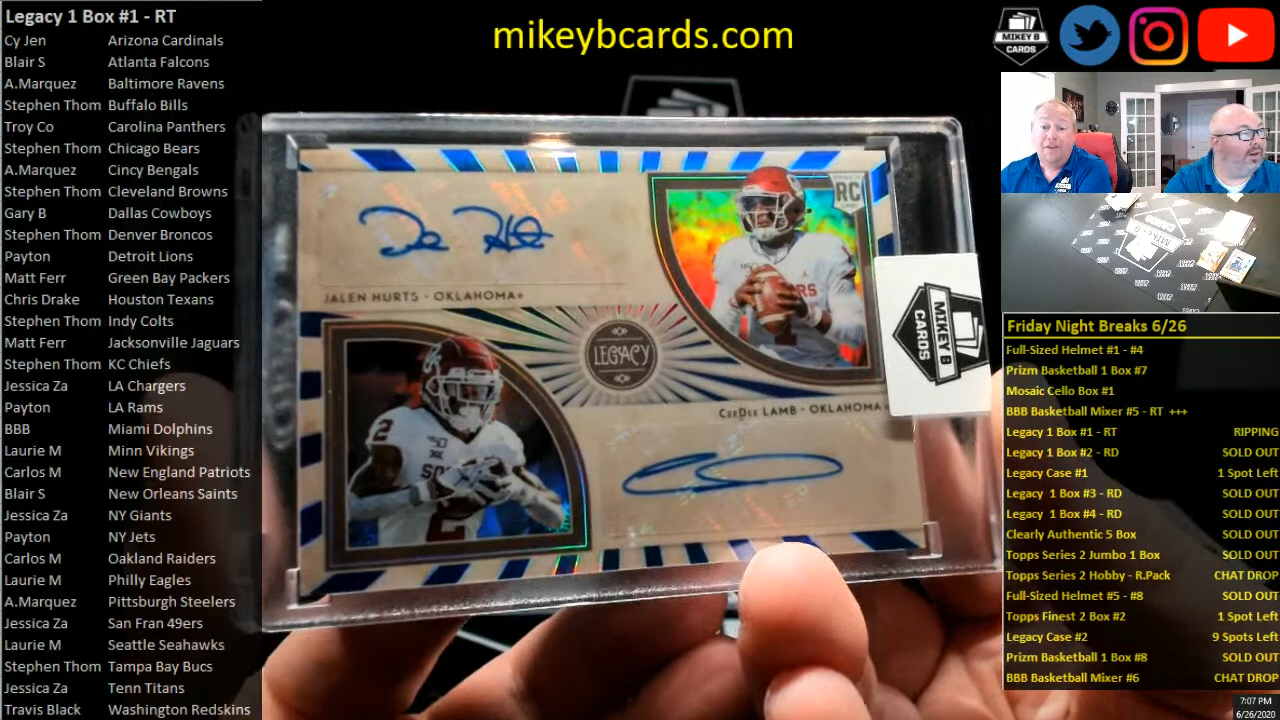 Legacy 1 Box #1 - RT
Cy Jen Arizona Cardinals
Blair S Atlanta Falcons
A.Marquez Baltimore Ravens
Stephen Thom Buffalo Bills
Troy Co Carolina Panthers
Stephen Thom Chicago Bears
A.Marquez Cincy Bengals
Stephen Thom Cleveland Browns
Gary B Dallas Cowboys
Stephen Thom Denver Broncos
Payton Detroit Lions
Matt Ferr Green Bay Packers
Chris Drake Houston Texans
Stephen Thom Indy Colts
Matt Ferr Jacksonville Jaguars
Stephen Thom KC Chiefs
Jessica Za LA Chargers
Payton LA Rams
BBB Miami Dolphins
Laurie M Minn Vikings
Carlos M New England Patriots
Blair S New Orleans Saints
Jessica Za NY Giants
Payton NY Jets
Carlos M Oakland Raiders
Laurie M Philly Eagles
A.Marquez Pittsburgh Steelers
Jessica Za San Fran 49ers
Laurie M Seattle Seahawks
Stephen Thom Tampa Bay Bucs
Jessica Za Tenn Titans
Travis Black Washington Redskins
mikeybcards.com
RC
JALEN HURTS · OKLAHOMA
LEGACY
CEEDEE LAMB · OKLAHOMA
2
2
MIKEY B
CARDS
MIKEY B
CARDS
Friday Night Breaks 6/26
Full-Sized Helmet #1 - #4
Prizm Basketball 1 Box #7
Mosaic Cello Box #1
BBB Basketball Mixer #5 - RT +++
Legacy 1 Box #1 - RT RIPPING
Legacy 1 Box #2 - RD SOLD OUT
Legacy Case #1 1 Spot Left
Legacy 1 Box #3 - RD SOLD OUT
Legacy 1 Box #4 - RD SOLD OUT
Clearly Authentic 5 Box SOLD OUT
Topps Series 2 Jumbo 1 Box SOLD OUT
Topps Series 2 Hobby - R.Pack CHAT DROP
Full-Sized Helmet #5 - #8 SOLD OUT
Topps Finest 2 Box #2 1 Spot Left
Legacy Case #2 9 Spots Left
Prizm Basketball 1 Box #8 SOLD OUT
BBB Basketball Mixer #6 CHAT DROP
7:07 PM
6/26/2020